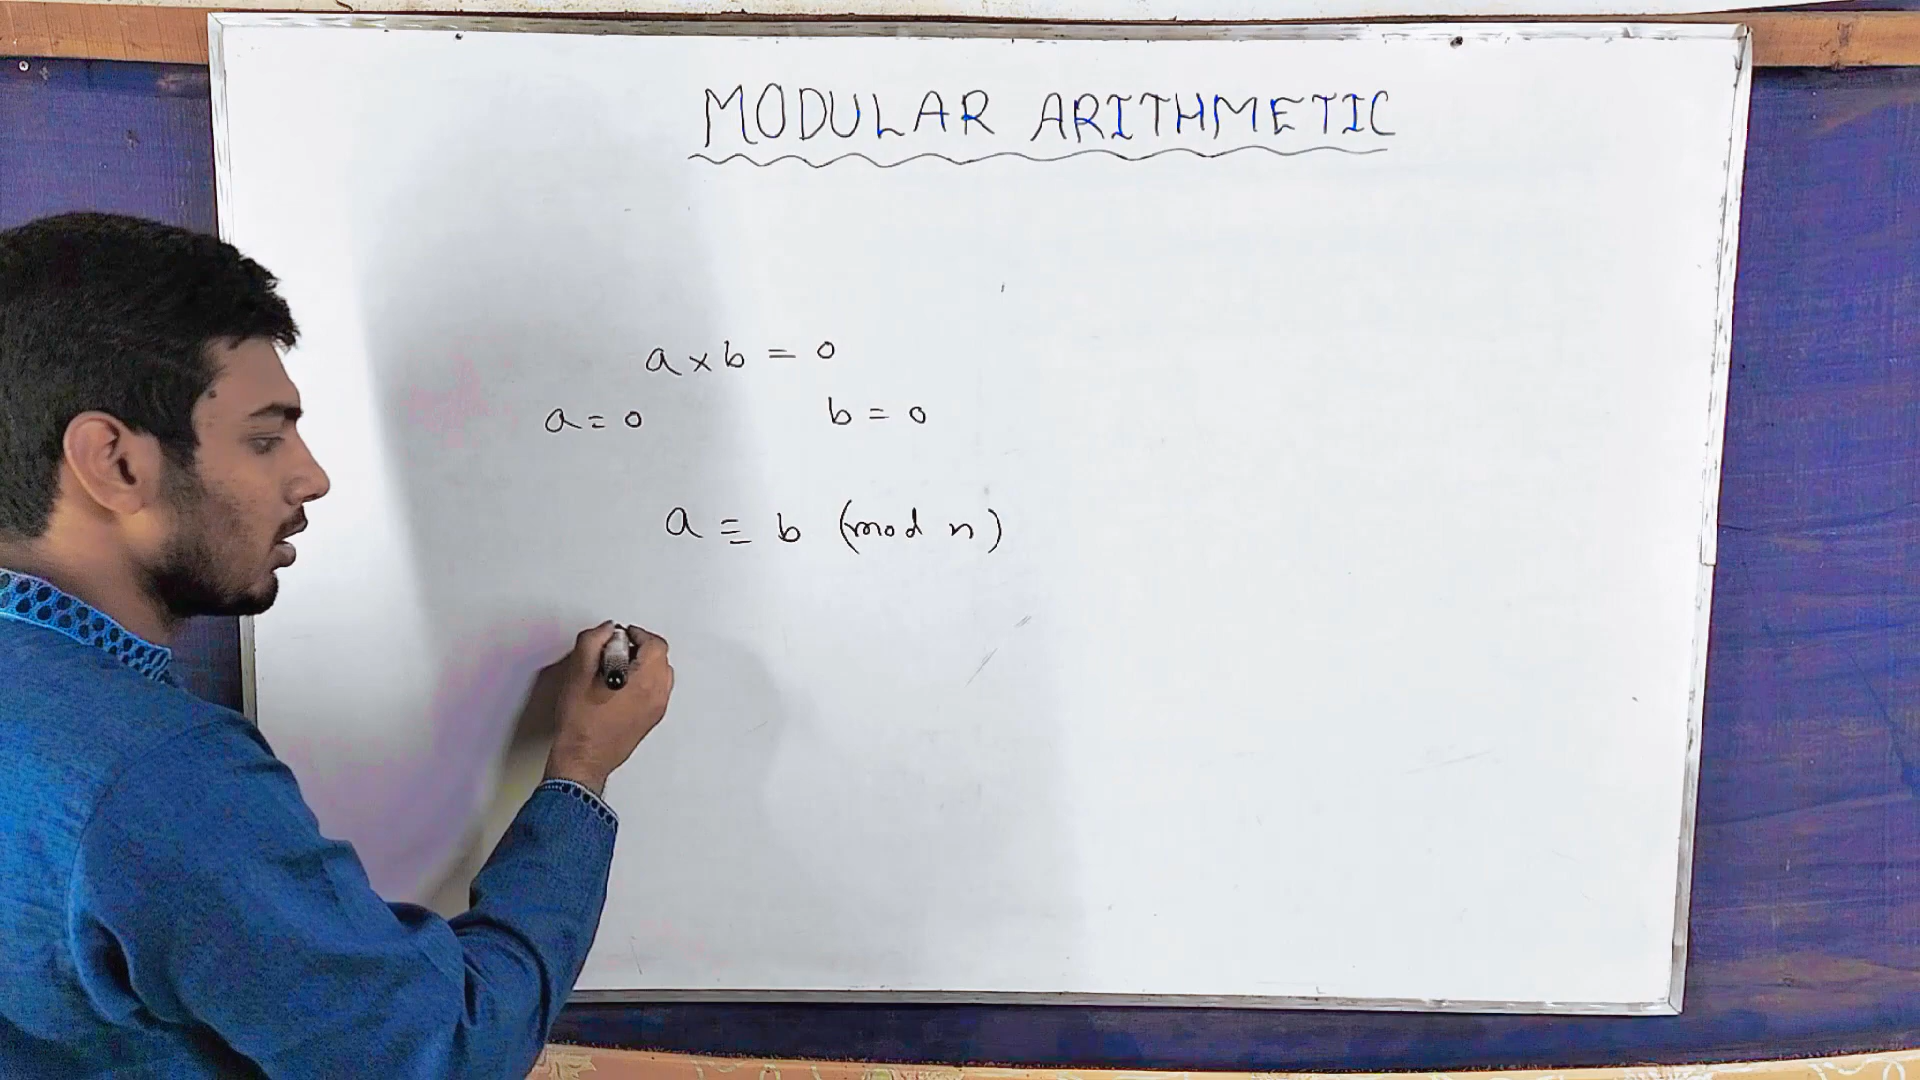 MODULAR ARITHMETIC
a × b = 0
a = 0 b = 0
a ≡ b (mod n)